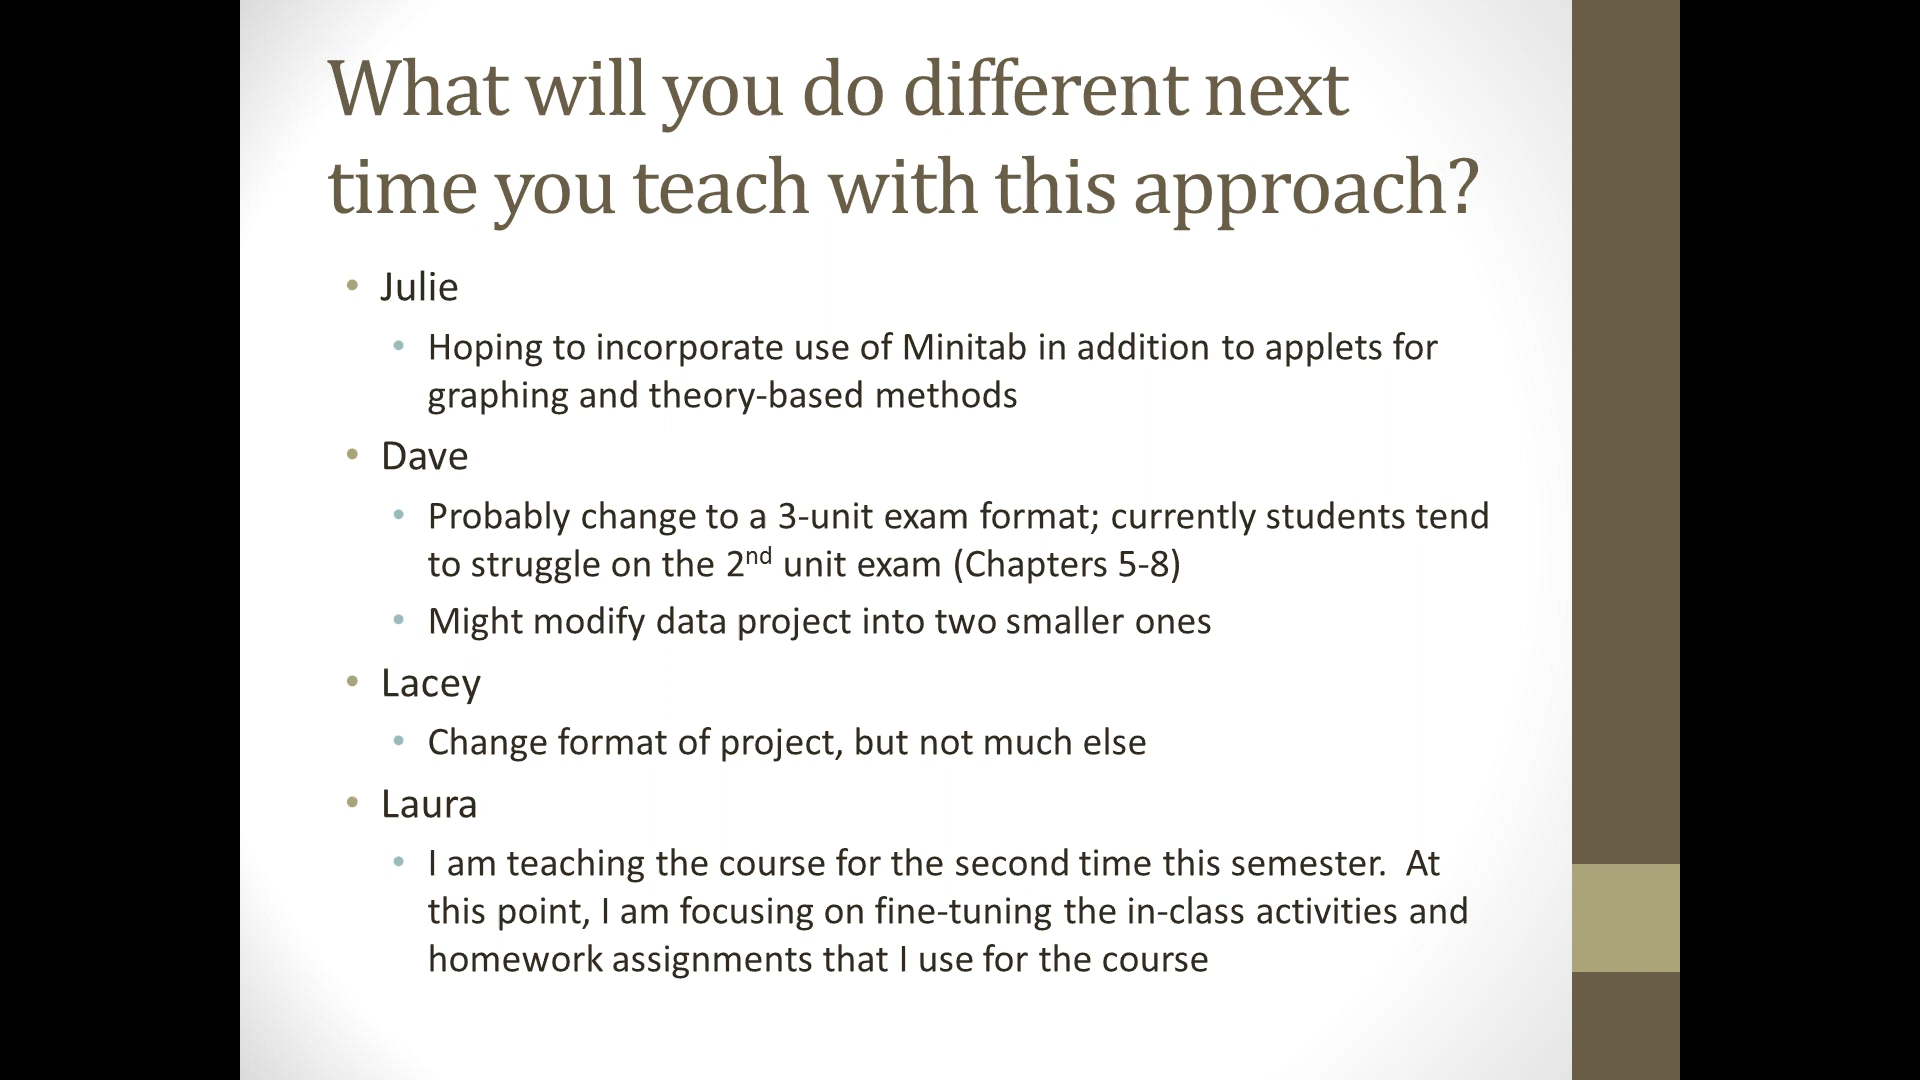 What will you do different next
time you teach with this approach?
• Julie
• Hoping to incorporate use of Minitab in addition to applets for
graphing and theory-based methods
• Dave
• Probably change to a 3-unit exam format; currently students tend
to struggle on the 2nd unit exam (Chapters 5-8)
• Might modify data project into two smaller ones
• Lacey
• Change format of project, but not much else
• Laura
• I am teaching the course for the second time this semester.  At
this point, I am focusing on fine-tuning the in-class activities and
homework assignments that I use for the course